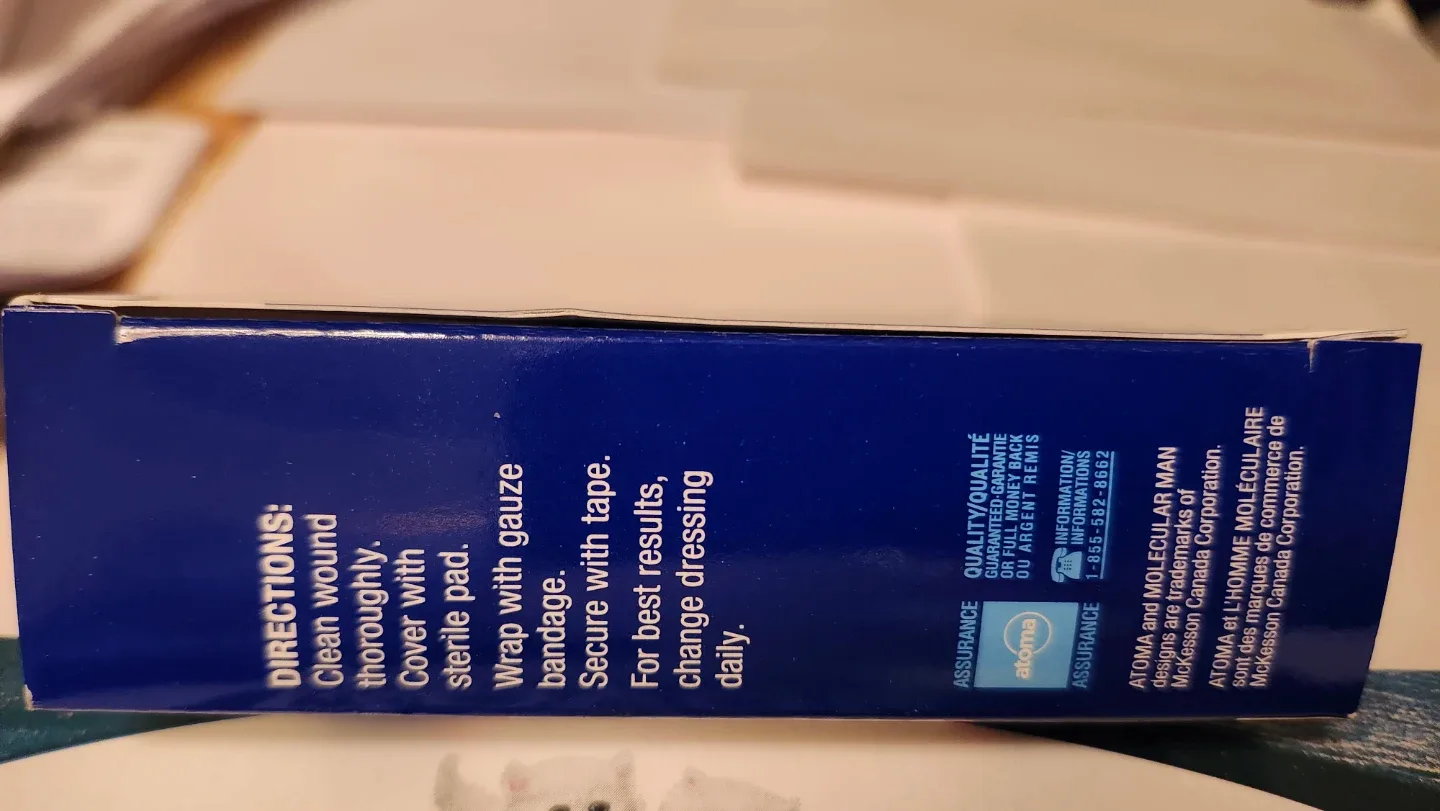 DIRECTIONS:
Clean wound
thoroughly.
Cover with
sterile pad.
Wrap with gauze
bandage.
Secure with tape.
For best results,
change dressing
daily.
ASSURANCE
atoma
ASSURANCE
QUALITY/QUALITÉ
GUARANTEED-GARANTIE
OR FULL MONEY BACK
OU ARGENT REMIS
INFORMATION/
INFORMATIONS
1-855-582-8662
ATOMA and MOLECULAR MAN
designs are trademarks of
McKesson Canada Corporation.
ATOMA et L'HOMME MOLÉCULAIRE
sont des marques de commerce de
McKesson Canada Corporation.